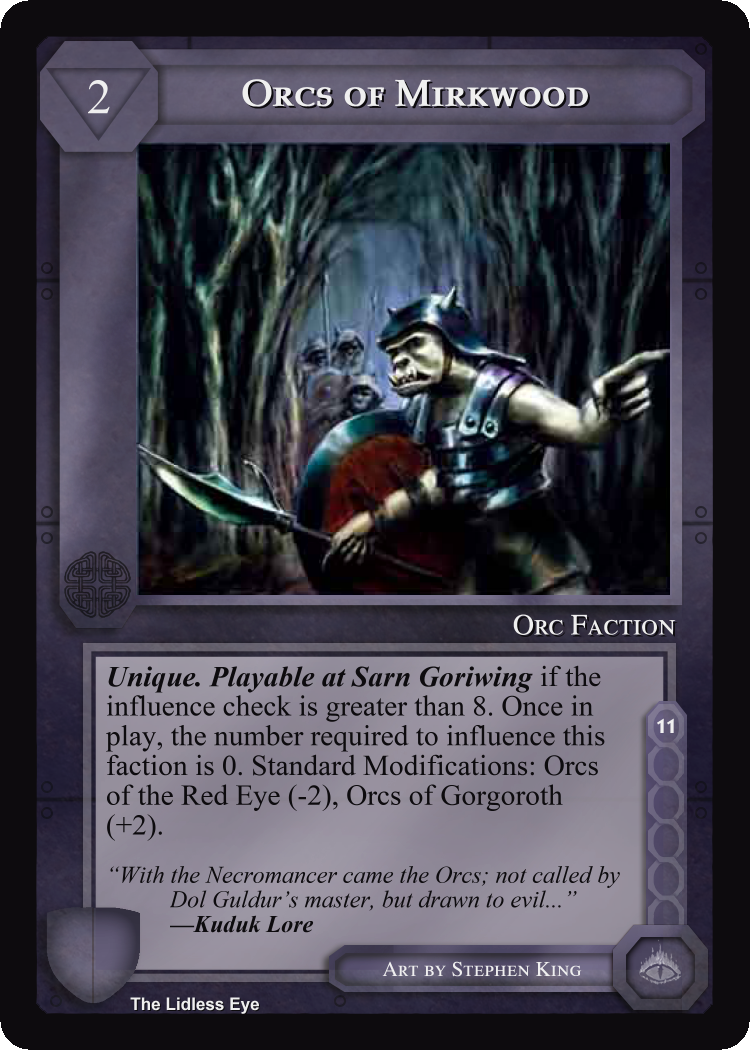 2
Orcs of Mirkwood
Orc Faction
Unique. Playable at Sarn Goriwing if the
influence check is greater than 8. Once in
play, the number required to influence this
faction is 0. Standard Modifications: Orcs
of the Red Eye (-2), Orcs of Gorgoroth
(+2).
11
“With the Necromancer came the Orcs; not called by
Dol Guldur’s master, but drawn to evil...”
—Kuduk Lore
Art by Stephen King
The Lidless Eye